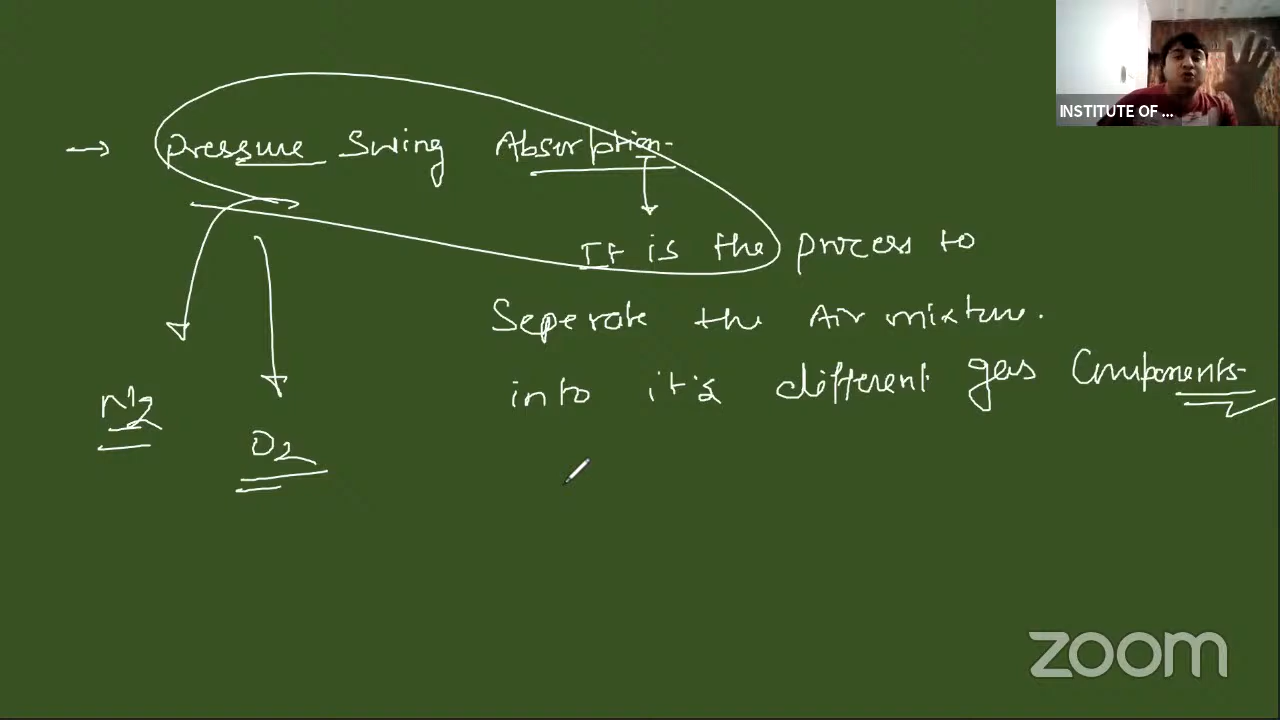 INSTITUTE OF ...
→ Pressure Swing Absorption
It is the process to
Seperate the Air mixture.
into it's different gas Components
N2
O2
zoom